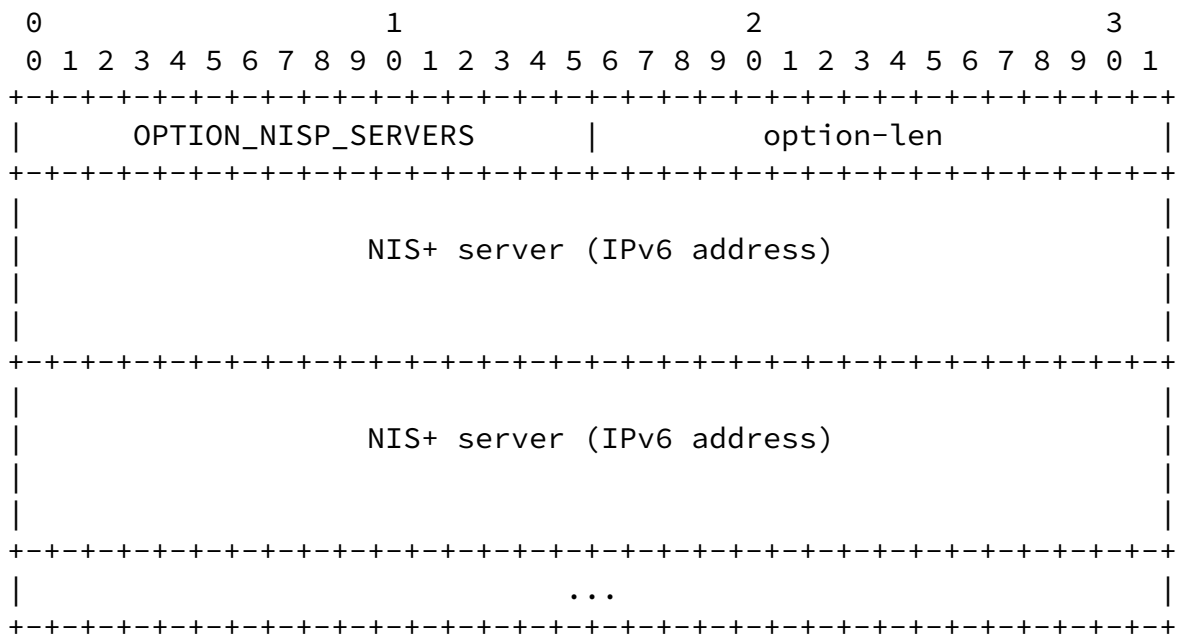 0                   1                   2                   3
 0 1 2 3 4 5 6 7 8 9 0 1 2 3 4 5 6 7 8 9 0 1 2 3 4 5 6 7 8 9 0 1
+-+-+-+-+-+-+-+-+-+-+-+-+-+-+-+-+-+-+-+-+-+-+-+-+-+-+-+-+-+-+-+-+
|      OPTION_NISP_SERVERS      |         option-len            |
+-+-+-+-+-+-+-+-+-+-+-+-+-+-+-+-+-+-+-+-+-+-+-+-+-+-+-+-+-+-+-+-+
|                                                               |
|                   NIS+ server (IPv6 address)                  |
|                                                               |
|                                                               |
+-+-+-+-+-+-+-+-+-+-+-+-+-+-+-+-+-+-+-+-+-+-+-+-+-+-+-+-+-+-+-+-+
|                                                               |
|                   NIS+ server (IPv6 address)                  |
|                                                               |
|                                                               |
+-+-+-+-+-+-+-+-+-+-+-+-+-+-+-+-+-+-+-+-+-+-+-+-+-+-+-+-+-+-+-+-+
|                              ...                              |
+-+-+-+-+-+-+-+-+-+-+-+-+-+-+-+-+-+-+-+-+-+-+-+-+-+-+-+-+-+-+-+-+